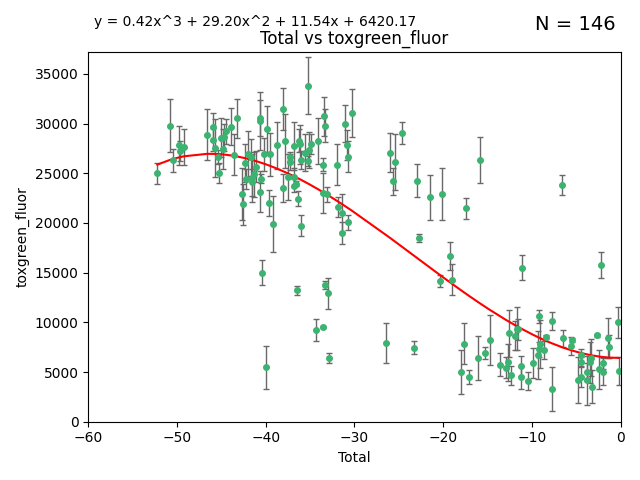 y = 0.42x^3 + 29.20x^2 + 11.54x + 6420.17
N = 146
Total vs toxgreen_fluor
35000
30000
25000
20000
15000
10000
5000
0
toxgreen_fluor
−60 −50 −40 −30 −20 −10 0
Total